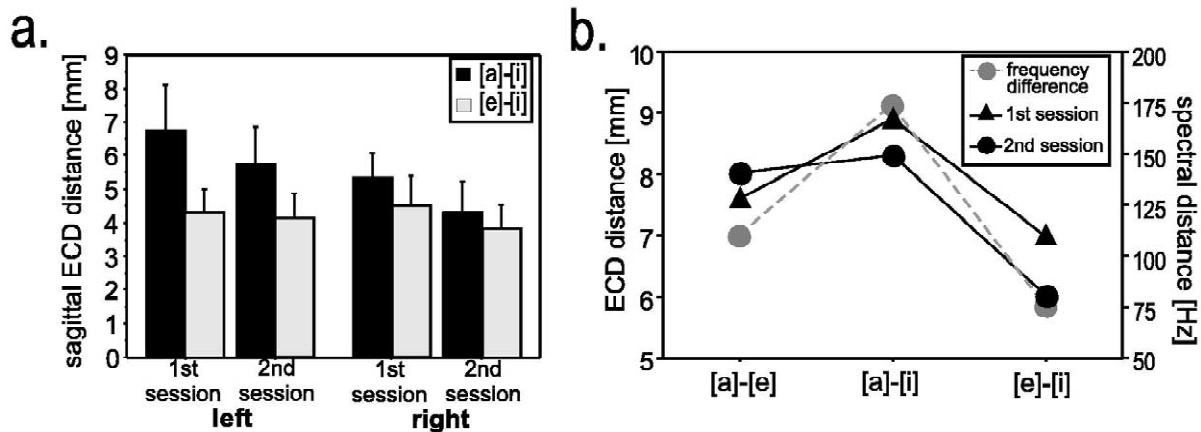 a.
sagittal ECD distance [mm]
9
8
7
6
5
4
3
2
1
0
[a]-[i]
[e]-[i]
1st
session
2nd
session
1st
session
2nd
session
left
right
b.
ECD distance [mm]
10
9
8
7
6
5
frequency
difference
1st session
2nd session
200
175
150
125
100
75
50
spectral distance [Hz]
[a]-[e]
[a]-[i]
[e]-[i]